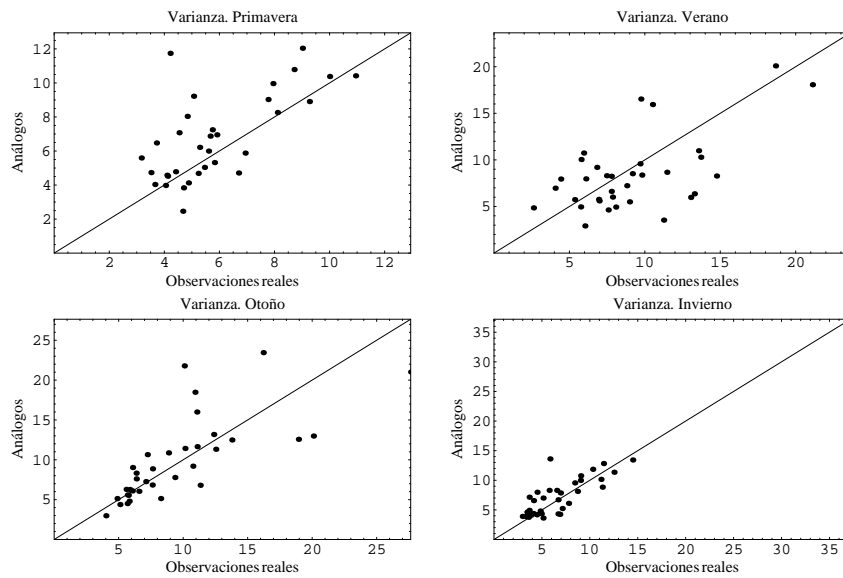 Varianza. Primavera
12
10
8
6
4
2
Análogos
2 4 6 8 10 12
Observaciones reales
Varianza. Verano
20
15
10
5
Análogos
5 10 15 20
Observaciones reales
Varianza. Otoño
25
20
15
10
5
Análogos
5 10 15 20 25
Observaciones reales
Varianza. Invierno
35
30
25
20
15
10
5
Análogos
5 10 15 20 25 30 35
Observaciones reales